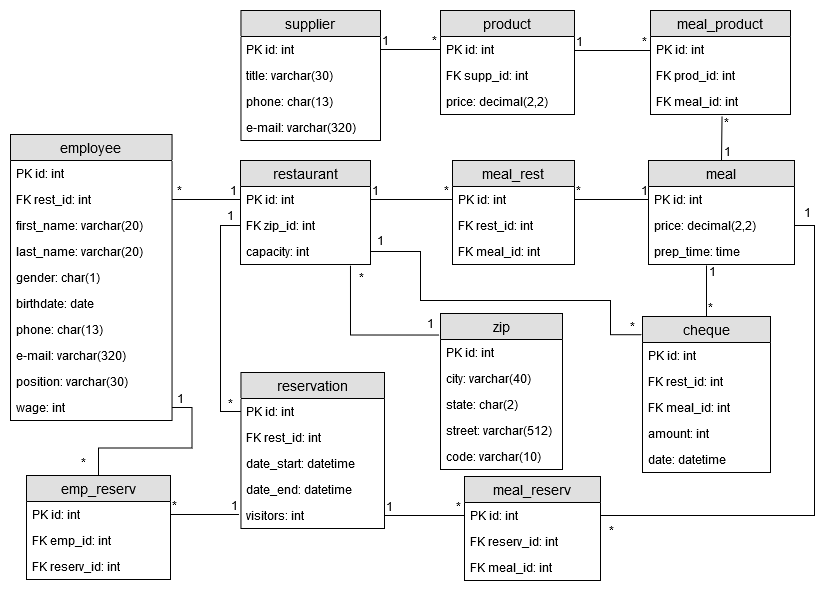 supplier
PK id: int
title: varchar(30)
phone: char(13)
e-mail: varchar(320)
1
*
product
PK id: int
FK supp_id: int
price: decimal(2,2)
1
*
meal_product
PK id: int
FK prod_id: int
FK meal_id: int
*
1
employee
PK id: int
FK rest_id: int
first_name: varchar(20)
last_name: varchar(20)
gender: char(1)
birthdate: date
phone: char(13)
e-mail: varchar(320)
position: varchar(30)
wage: int
*
1
restaurant
PK id: int
FK zip_id: int
capacity: int
1
*
meal_rest
PK id: int
FK rest_id: int
FK meal_id: int
*
1
meal
PK id: int
price: decimal(2,2)
prep_time: time
1
1
1
*
1
*
1
*
zip
PK id: int
city: varchar(40)
state: char(2)
street: varchar(512)
code: varchar(10)
1
*
cheque
PK id: int
FK rest_id: int
FK meal_id: int
amount: int
date: datetime
reservation
PK id: int
FK rest_id: int
date_start: datetime
date_end: datetime
visitors: int
*
1
*
emp_reserv
PK id: int
FK emp_id: int
FK reserv_id: int
*
1
1
*
meal_reserv
PK id: int
FK reserv_id: int
FK meal_id: int
*